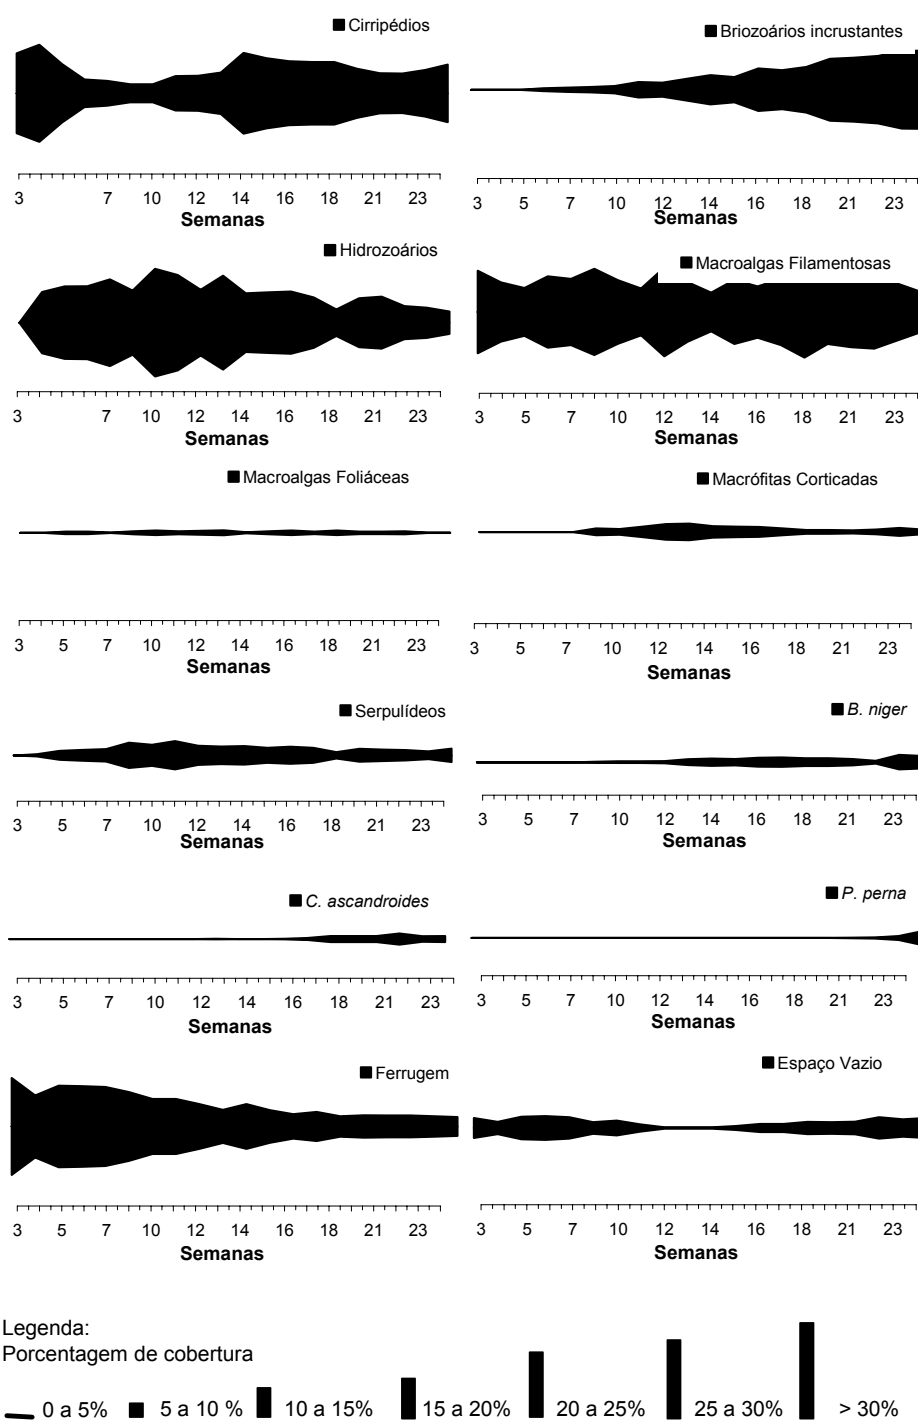 Cirripédios
3 7 10 12 14 16 18 21 23
Semanas
Briozoários incrustantes
3 5 7 10 12 14 16 18 21 23
Semanas
Hidrozoários
3 7 10 12 14 16 18 21 23
Semanas
Macroalgas Filamentosas
3 5 7 10 12 14 16 18 21 23
Semanas
Macroalgas Foliáceas
3 5 7 10 12 14 16 18 21 23
Semanas
Macrófitas Corticadas
3 5 7 10 12 14 16 18 21 23
Semanas
Serpulídeos
3 5 7 10 12 14 16 18 21 23
Semanas
B. niger
3 5 7 10 12 14 16 18 21 23
Semanas
C. ascandroides
3 5 7 10 12 14 16 18 21 23
Semanas
P. perna
3 5 7 10 12 14 16 18 21 23
Semanas
Ferrugem
3 5 7 10 12 14 16 18 21 23
Semanas
Espaço Vazio
3 5 7 10 12 14 16 18 21 23
Semanas
Legenda:
Porcentagem de cobertura
0 a 5% 5 a 10 % 10 a 15% 15 a 20% 20 a 25% 25 a 30% > 30%